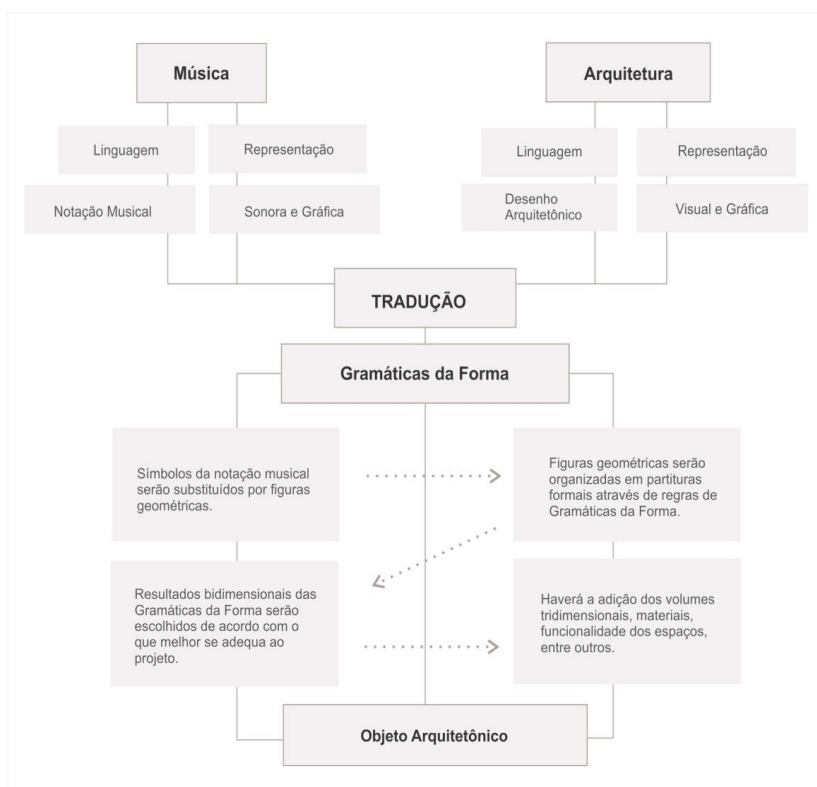 Música
Arquitetura
Linguagem
Representação
Linguagem
Representação
Notação Musical
Sonora e Gráfica
Desenho
Arquitetônico
Visual e Gráfica
TRADUÇÃO
Gramáticas da Forma
Símbolos da notação musical
serão substituídos por figuras
geométricas.
Figuras geométricas serão
organizadas em partituras
formais através de regras de
Gramáticas da Forma.
Resultados bidimensionais das
Gramáticas da Forma serão
escolhidos de acordo com o
que melhor se adequa ao
projeto.
Haverá a adição dos volumes
tridimensionais, materiais,
funcionalidade dos espaços,
entre outros.
Objeto Arquitetônico